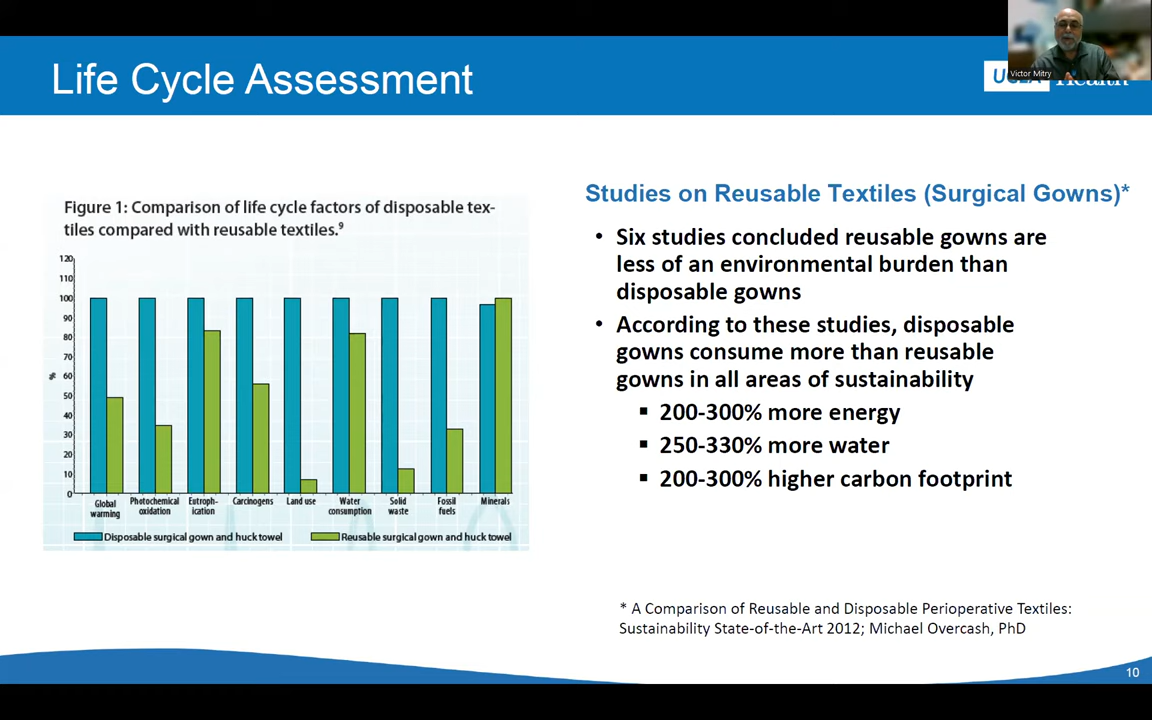 Life Cycle Assessment
Victor Mitry
Health
Figure 1: Comparison of life cycle factors of disposable tex-
tiles compared with reusable textiles.9
Studies on Reusable Textiles (Surgical Gowns)*
• Six studies concluded reusable gowns are
less of an environmental burden than
disposable gowns
• According to these studies, disposable
gowns consume more than reusable
gowns in all areas of sustainability
▪ 200-300% more energy
▪ 250-330% more water
▪ 200-300% higher carbon footprint
%
120
110
100
90
80
70
60
50
40
30
20
10
0
Global
warming
Photochemical
oxidation
Eutroph-
ication
Carcinogens
Land use
Water
consumption
Solid
waste
Fossil
fuels
Minerals
Disposable surgical gown and huck towel
Reusable surgical gown and huck towel
* A Comparison of Reusable and Disposable Perioperative Textiles:
Sustainability State-of-the-Art 2012; Michael Overcash, PhD
10